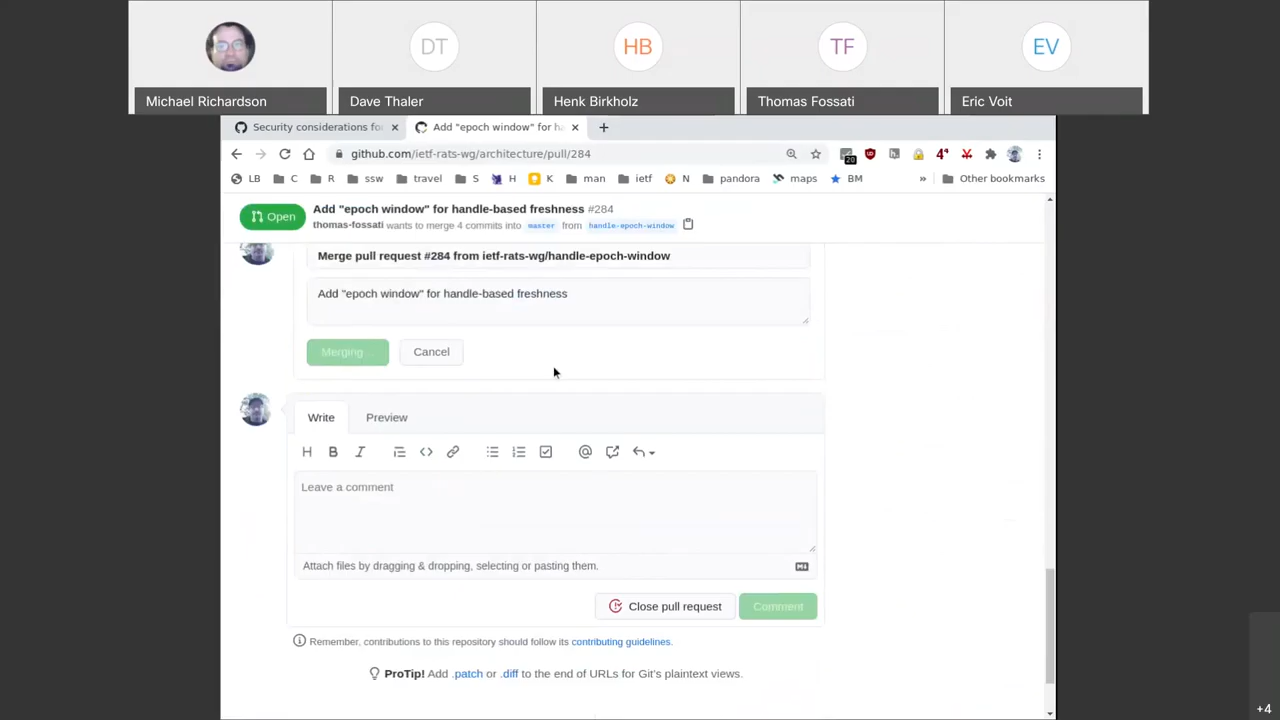 DT
HB
TF
EV
Michael Richardson
Dave Thaler
Henk Birkholz
Thomas Fossati
Eric Voit
Security considerations fo
Add "epoch window" for h
github.com/ietf-rats-wg/architecture/pull/284
20
LB
C
R
ssw
travel
S
H
K
man
ietf
N
pandora
maps
BM
»
Other bookmarks
Open
Add "epoch window" for handle-based freshness #284
thomas-fossati wants to merge 4 commits into master from handle-epoch-window
Merge pull request #284 from ietf-rats-wg/handle-epoch-window
Add "epoch window" for handle-based freshness
Merging...
Cancel
Write
Preview
Leave a comment
Attach files by dragging & dropping, selecting or pasting them.
Close pull request
Comment
Remember, contributions to this repository should follow its contributing guidelines.
ProTip! Add .patch or .diff to the end of URLs for Git's plaintext views.
+4